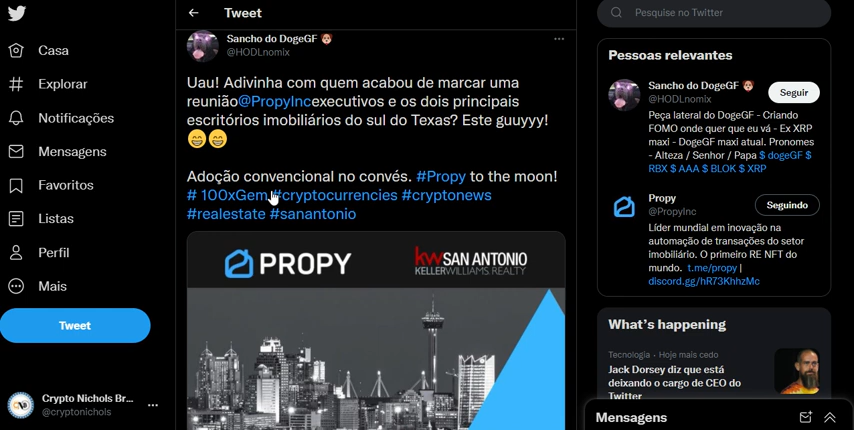 Casa
Explorar
Notificações
Mensagens
Favoritos
Listas
Perfil
Mais
Tweet
Crypto Nichols Br...
@cryptonichols
Tweet
Sancho do DogeGF
@HODLnomix
Uau! Adivinha com quem acabou de marcar uma
reunião@PropyIncexecutivos e os dois principais
escritórios imobiliários do sul do Texas? Este guuyyy!
Adoção convencional no convés. #Propy to the moon!
# 100xGem #cryptocurrencies #cryptonews
#realestate #sanantonio
PROPY
kw SAN ANTONIO
KELLERWILLIAMS. REALTY
Pesquise no Twitter
Pessoas relevantes
Sancho do DogeGF
@HODLnomix
Seguir
Peça lateral do DogeGF - Criando
FOMO onde quer que eu vá - Ex XRP
maxi - DogeGF maxi atual. Pronomes
- Alteza / Senhor / Papa $ dogeGF $
RBX $ AAA $ BLOK $ XRP
Propy
@PropyInc
Seguindo
Líder mundial em inovação na
automação de transações do setor
imobiliário. O primeiro RE NFT do
mundo. t.me/propy |
discord.gg/hR73KhhzMc
What's happening
Tecnologia · Hoje mais cedo
Jack Dorsey diz que está
deixando o cargo de CEO do
Twitter
Mensagens